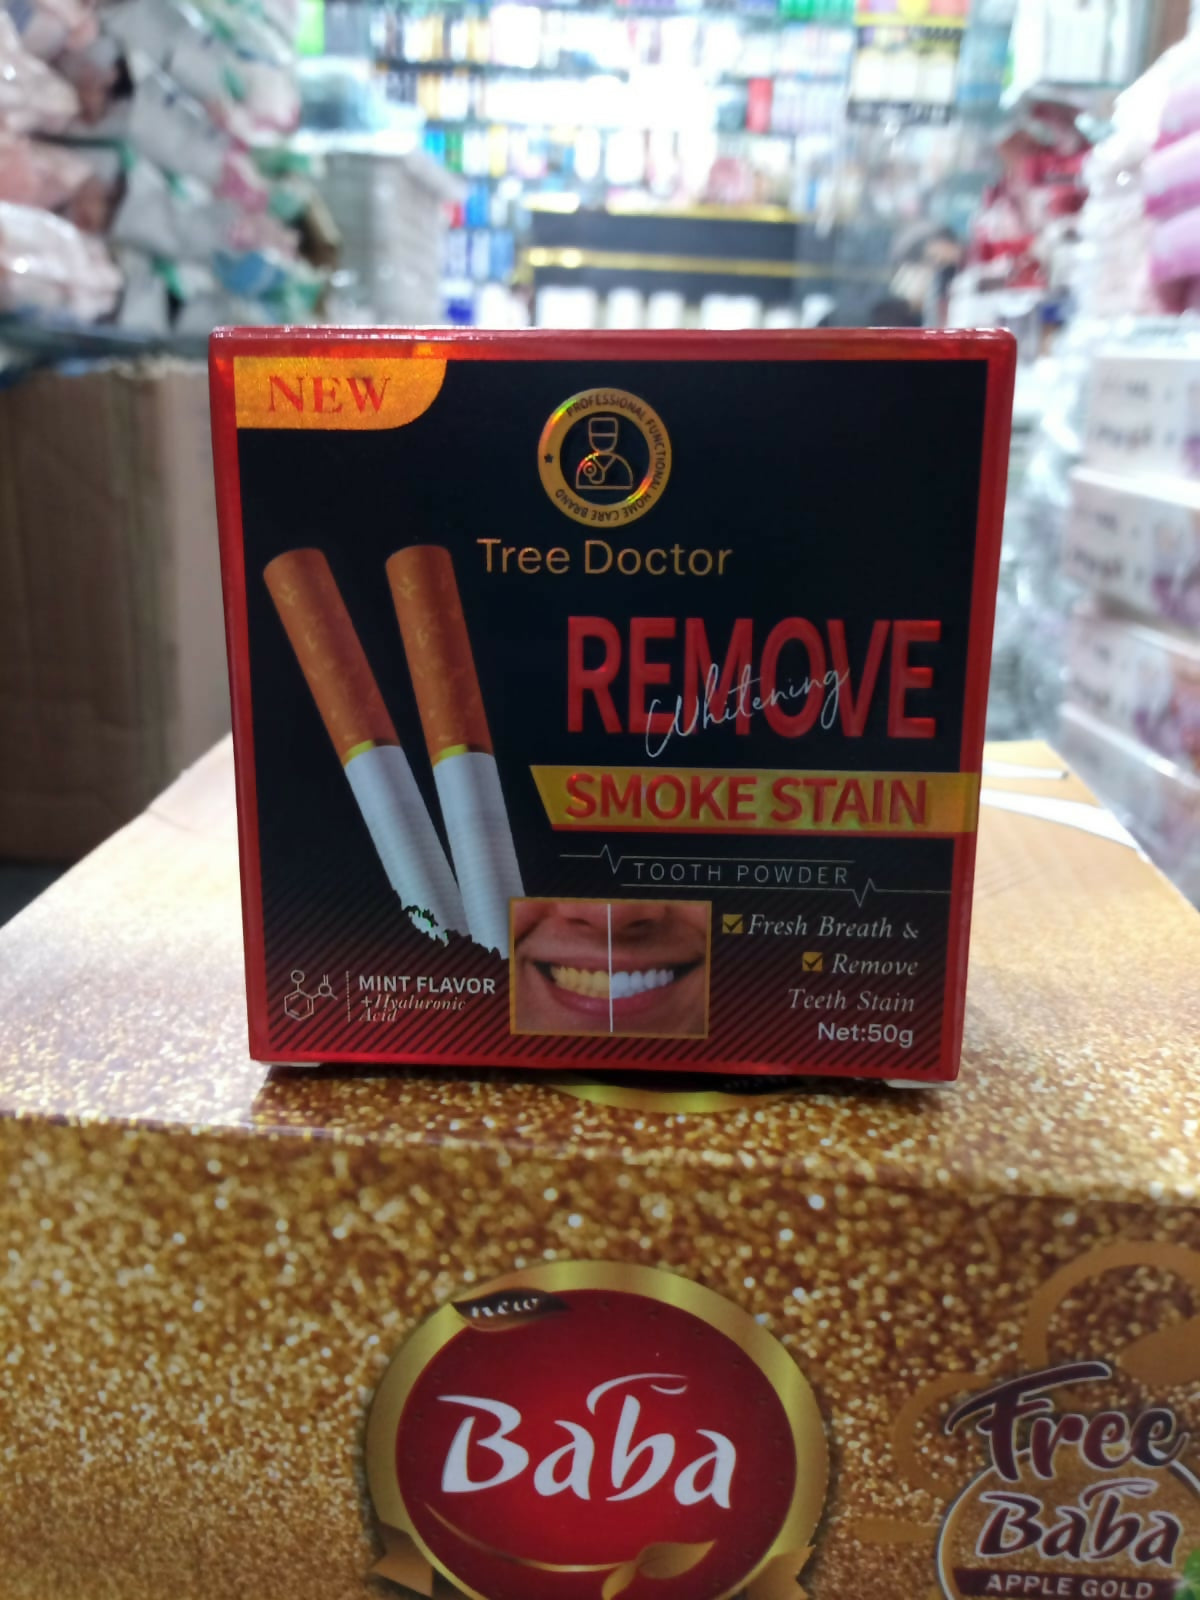 NEW
PROFESSIONAL FUNCTIONAL HOME CARE BRAND
Tree Doctor
REMOVE
Whitening
SMOKE STAIN
TOOTH POWDER
Fresh Breath &
Remove
Teeth Stain
Net:50g
MINT FLAVOR
+Hyaluronic
Acid
new
Baba
Free
Baba
APPLE GOLD